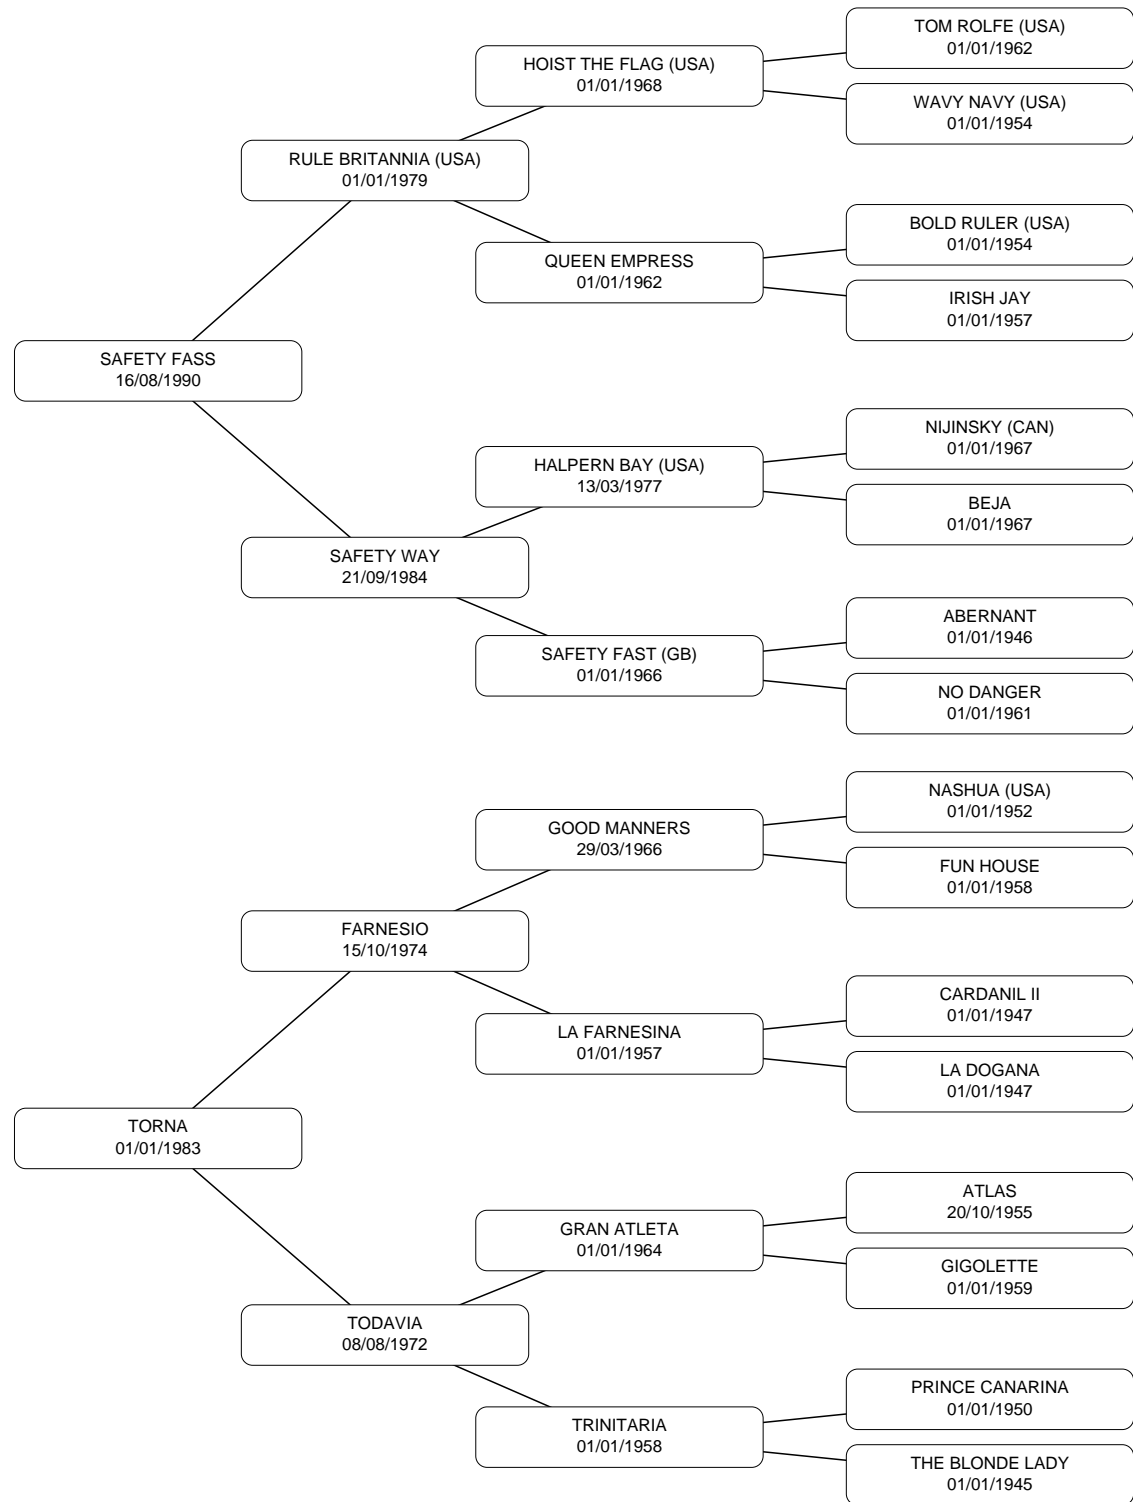 TOM ROLFE (USA)
01/01/1962
HOIST THE FLAG (USA)
01/01/1968
WAVY NAVY (USA)
01/01/1954
RULE BRITANNIA (USA)
01/01/1979
BOLD RULER (USA)
01/01/1954
QUEEN EMPRESS
01/01/1962
IRISH JAY
01/01/1957
SAFETY FASS
16/08/1990
NIJINSKY (CAN)
01/01/1967
HALPERN BAY (USA)
13/03/1977
BEJA
01/01/1967
SAFETY WAY
21/09/1984
ABERNANT
01/01/1946
SAFETY FAST (GB)
01/01/1966
NO DANGER
01/01/1961
NASHUA (USA)
01/01/1952
GOOD MANNERS
29/03/1966
FUN HOUSE
01/01/1958
FARNESIO
15/10/1974
CARDANIL II
01/01/1947
LA FARNESINA
01/01/1957
LA DOGANA
01/01/1947
TORNA
01/01/1983
ATLAS
20/10/1955
GRAN ATLETA
01/01/1964
GIGOLETTE
01/01/1959
TODAVIA
08/08/1972
PRINCE CANARINA
01/01/1950
TRINITARIA
01/01/1958
THE BLONDE LADY
01/01/1945